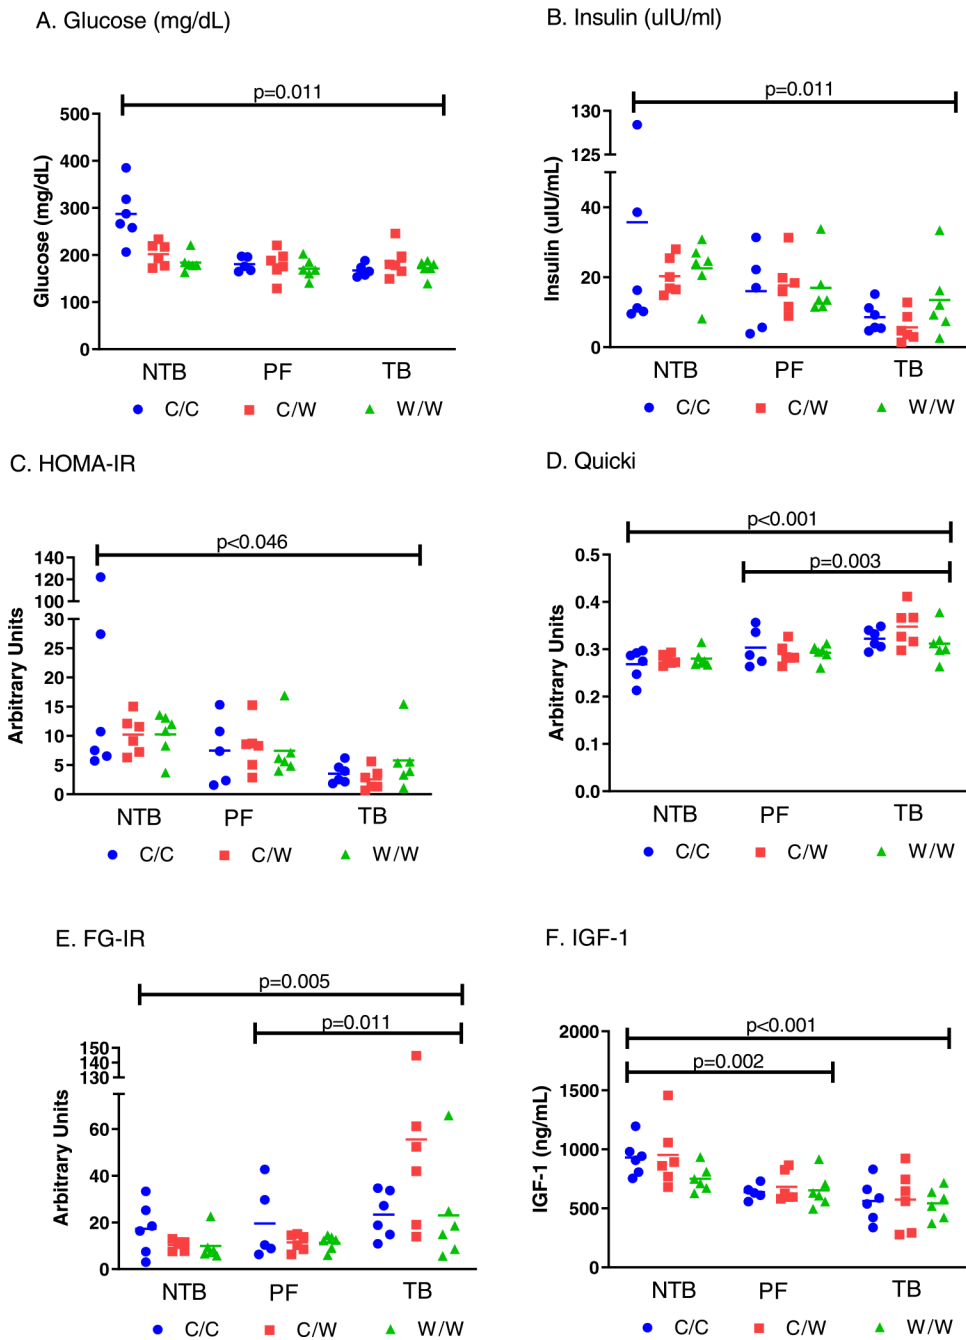 A. Glucose (mg/dL)
p=0.011
Glucose (mg/dL)
500
400
300
200
100
0
NTB PF TB
C/C C/W W/W
B. Insulin (uIU/ml)
p=0.011
Insulin (uIU/mL)
130
125
40
20
0
NTB PF TB
C/C C/W W/W
C. HOMA-IR
p<0.046
Arbitrary Units
140
120
100
30
25
20
15
10
5
0
NTB PF TB
C/C C/W W/W
D. Quicki
p<0.001
p=0.003
Arbitrary Units
0.5
0.4
0.3
0.2
0.1
0.0
NTB PF TB
C/C C/W W/W
E. FG-IR
p=0.005
p=0.011
Arbitrary Units
150
140
130
60
40
20
0
NTB PF TB
C/C C/W W/W
F. IGF-1
p<0.001
p=0.002
IGF-1 (ng/mL)
2000
1500
1000
500
0
NTB PF TB
C/C C/W W/W